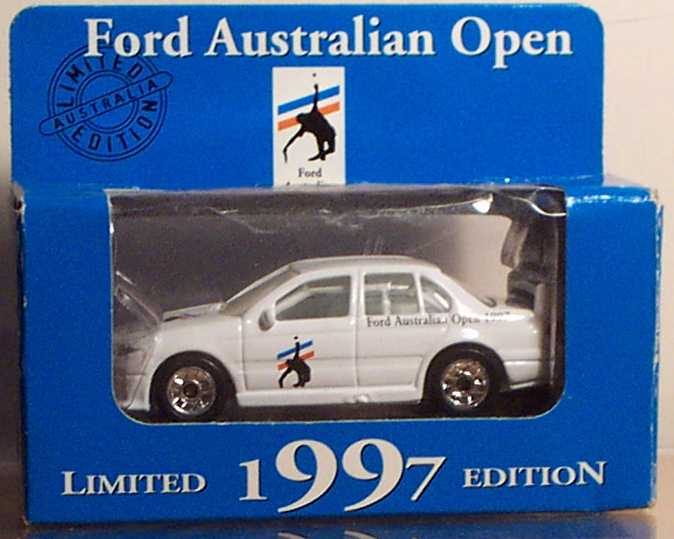 Ford Australian Open
LIMITED
AUSTRALIA
EDITION
Ford
Ford Australian Open 1997
LIMITED 1997 EDITION